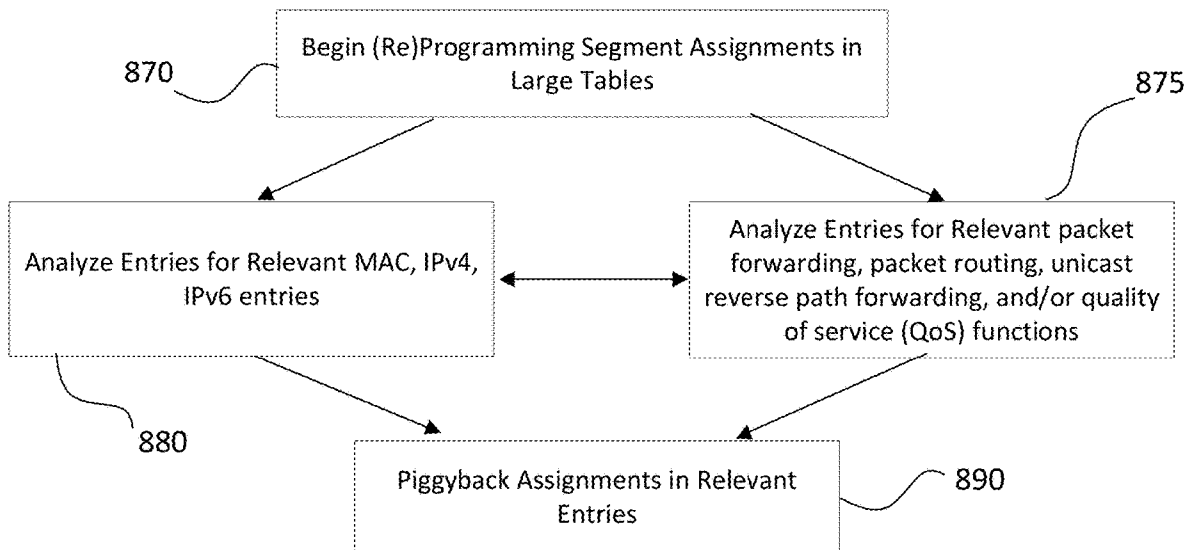 Begin (Re)Programming Segment Assignments in
Large Tables
870
875
Analyze Entries for Relevant MAC, IPv4,
IPv6 entries
Analyze Entries for Relevant packet
forwarding, packet routing, unicast
reverse path forwarding, and/or quality
of service (QoS) functions
880
Piggyback Assignments in Relevant
Entries
890